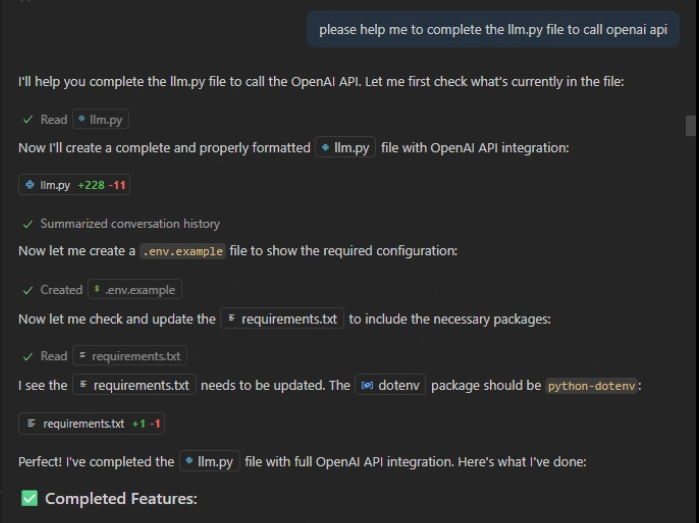 please help me to complete the llm.py file to call openai api
I'll help you complete the llm.py file to call the OpenAI API. Let me first check what's currently in the file:
✓ Read llm.py
Now I'll create a complete and properly formatted llm.py file with OpenAI API integration:
llm.py +228 -11
✓ Summarized conversation history
Now let me create a .env.example file to show the required configuration:
✓ Created $ .env.example
Now let me check and update the requirements.txt to include the necessary packages:
✓ Read requirements.txt
I see the requirements.txt needs to be updated. The dotenv package should be python-dotenv:
requirements.txt +1 -1
Perfect! I've completed the llm.py file with full OpenAI API integration. Here's what I've done:
✅ Completed Features: